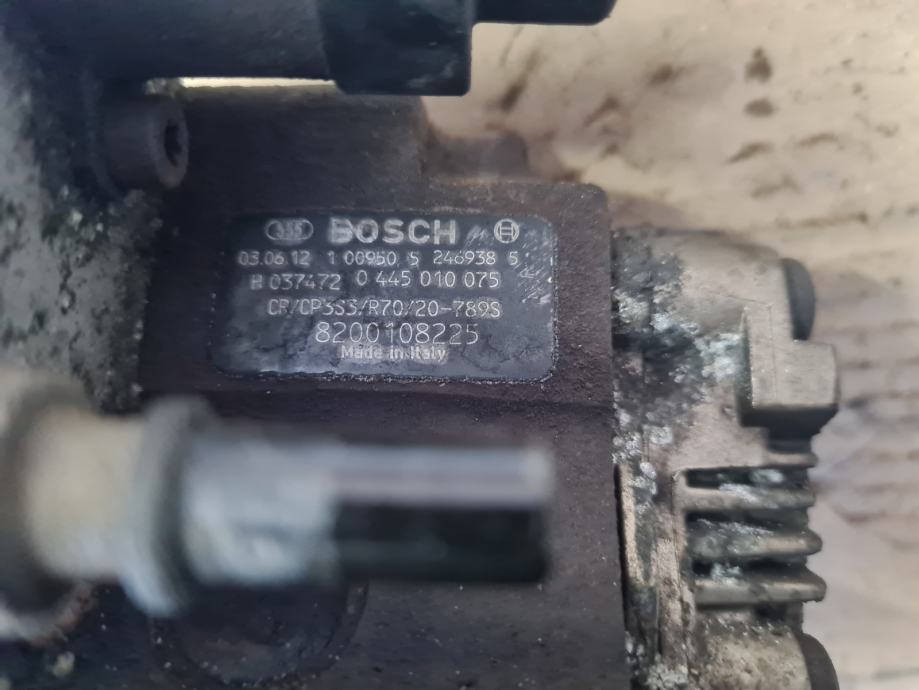 BOSCH
03.06.12 1 00950 5 246938 5
H 037472 0 445 010 075
CR/CP3S3/R70/20-789S
8200108225
Made in Italy